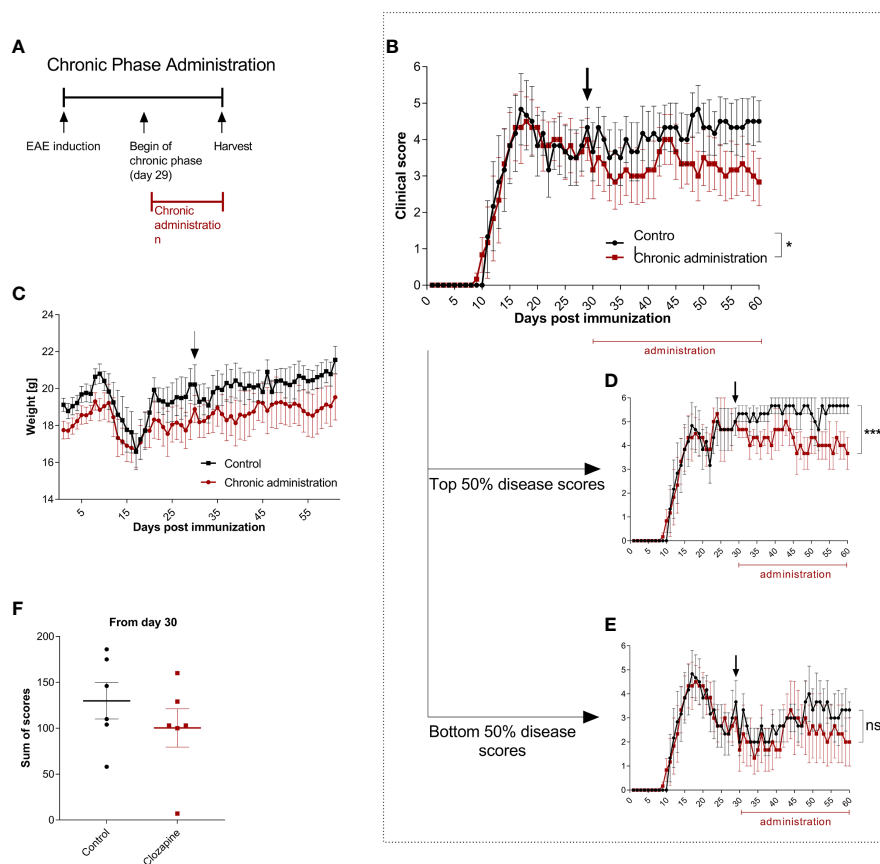 A
Chronic Phase Administration
EAE induction
Begin of
chronic phase
(day 29)
Harvest
Chronic
administratio
n
B
Clinical score
6
5
4
3
2
1
0
0 5 10 15 20 25 30 35 40 45 50 55 60
Days post immunization
Contro
l
Chronic administration
*
administration
C
Weight [g]
24
22
20
18
16
14
5 15 25 35 45 55
Days post immunization
Control
Chronic administration
Top 50% disease scores
D
6
5
4
3
2
1
0
0 5 10 15 20 25 30 35 40 45 50 55 60
***
administration
Bottom 50% disease
scores
E
6
5
4
3
2
1
0
0 5 10 15 20 25 30 35 40 45 50 55 60
ns
administration
F
From day 30
Sum of scores
200
150
100
50
0
Control
Clozapine